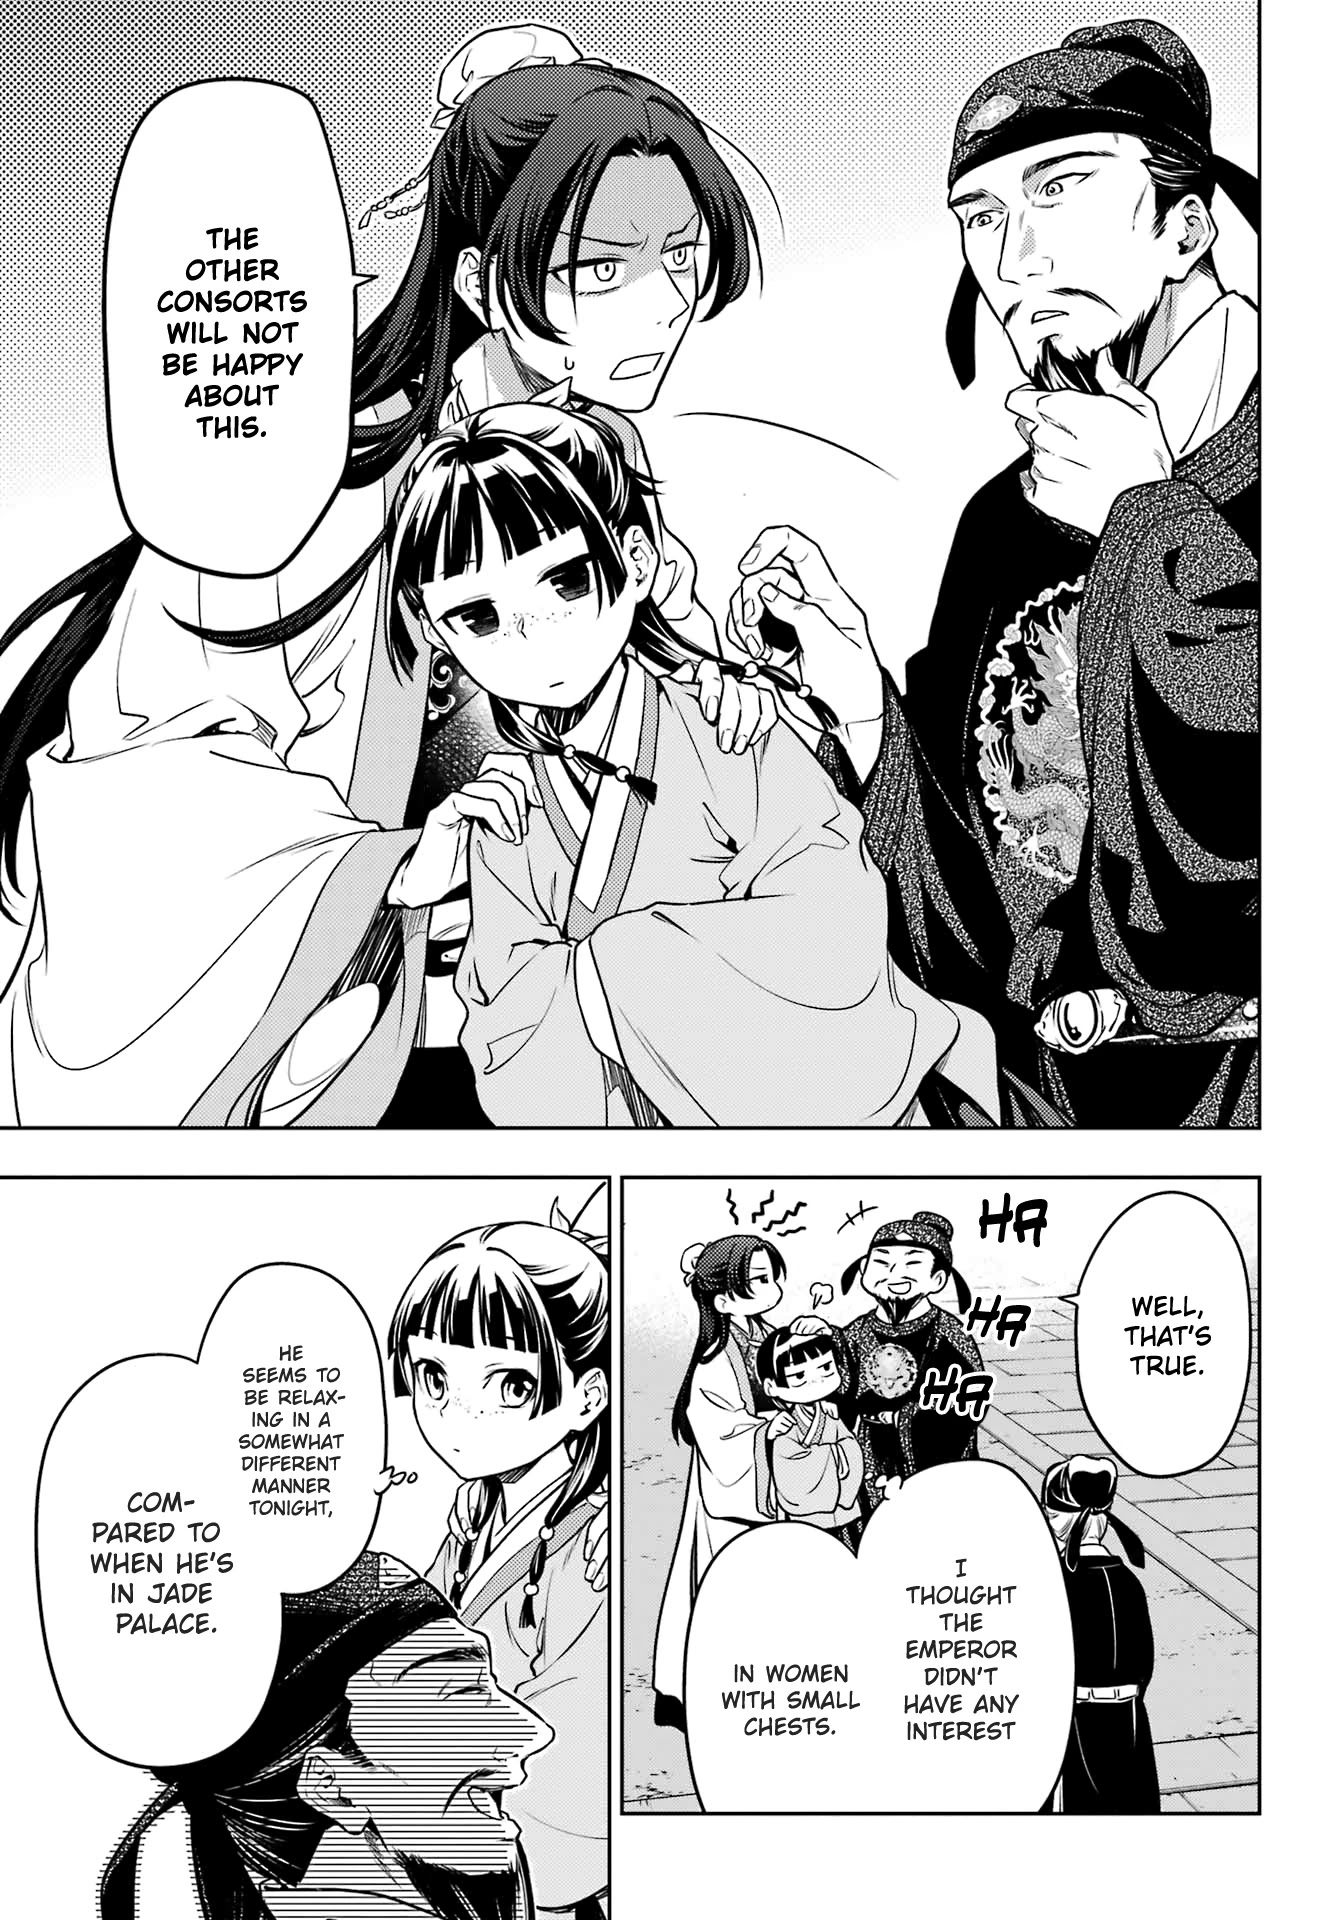 THE
OTHER
CONSORTS
WILL NOT
BE HAPPY
ABOUT
THIS.
WELL,
THAT'S
TRUE.
HA
HA
HA
I
THOUGHT
THE
EMPEROR
DIDN'T
HAVE ANY
INTEREST
IN WOMEN
WITH SMALL
CHESTS.
HE
SEEMS TO
BE RELAX-
ING IN A
SOMEWHAT
DIFFERENT
MANNER
TONIGHT,
COM-
PARED TO
WHEN HE'S
IN JADE
PALACE.